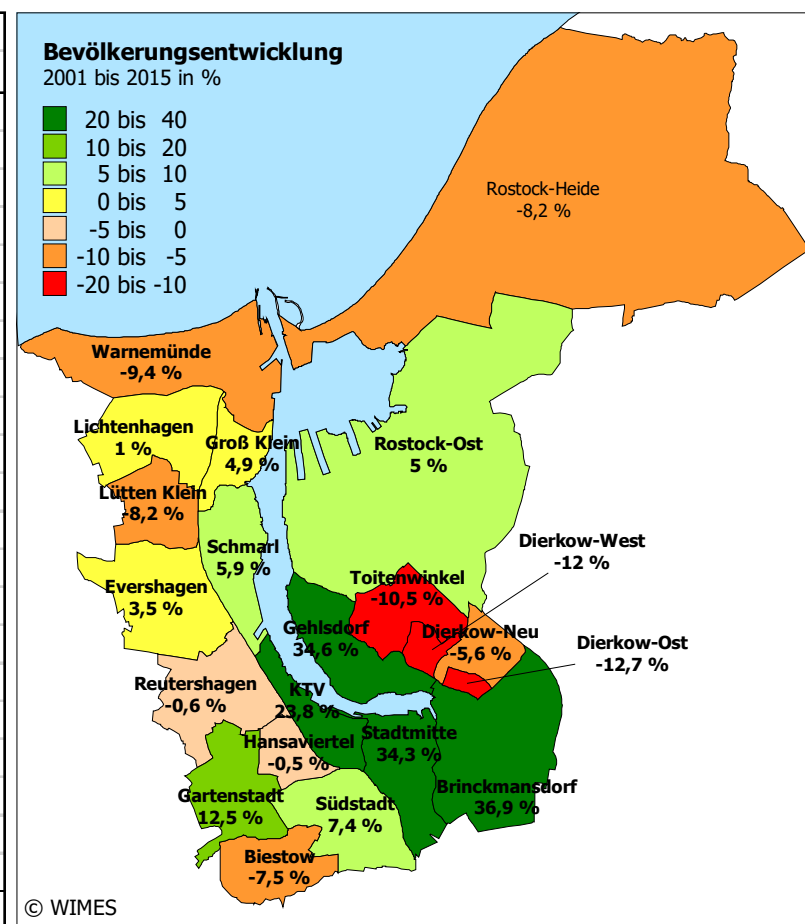 Bevölkerungsentwicklung
2001 bis 2015 in %
20 bis 40
10 bis 20
5 bis 10
0 bis 5
-5 bis 0
-10 bis -5
-20 bis -10
Rostock-Heide
-8,2 %
Warnemünde
-9,4 %
Lichtenhagen
1 %
Groß Klein
4,9 %
Rostock-Ost
5 %
Lütten Klein
-8,2 %
Schmarl
5,9 %
Dierkow-West
-12 %
Evershagen
3,5 %
Toitenwinkel
-10,5 %
Gehlsdorf
34,6 %
Dierkow-Neu
-5,6 %
Dierkow-Ost
-12,7 %
Reutershagen
-0,6 %
KTV
23,8 %
Hansaviertel
-0,5 %
Stadtmitte
34,3 %
Gartenstadt
12,5 %
Südstadt
7,4 %
Brinckmansdorf
36,9 %
Biestow
-7,5 %
© WIMES